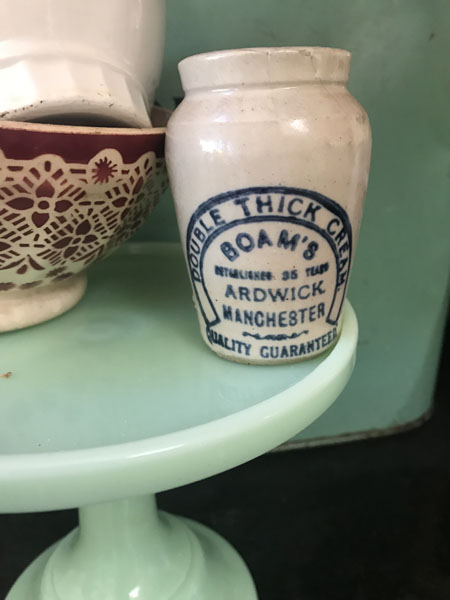 DOUBLE THICK CREAM
BOAM'S
ESTABLISHED 35 YEARS
ARDWICK
MANCHESTER
QUALITY GUARANTEED